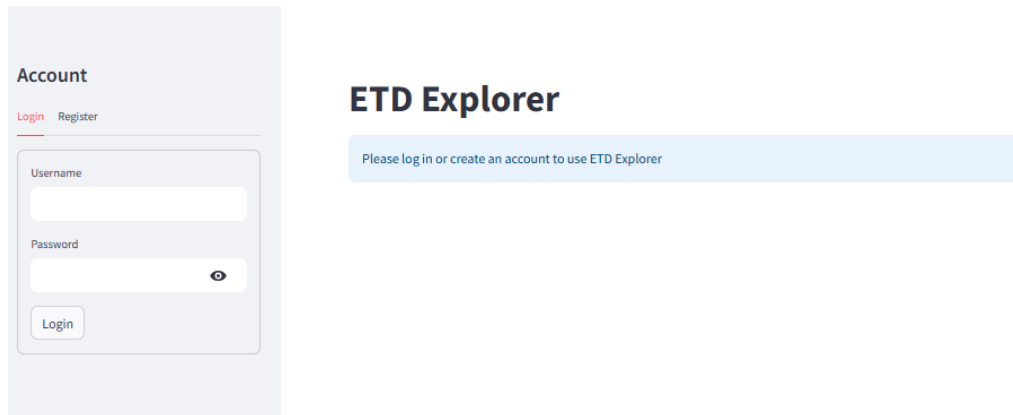 Account
Login Register
Username
Password
Login
ETD Explorer
Please log in or create an account to use ETD Explorer